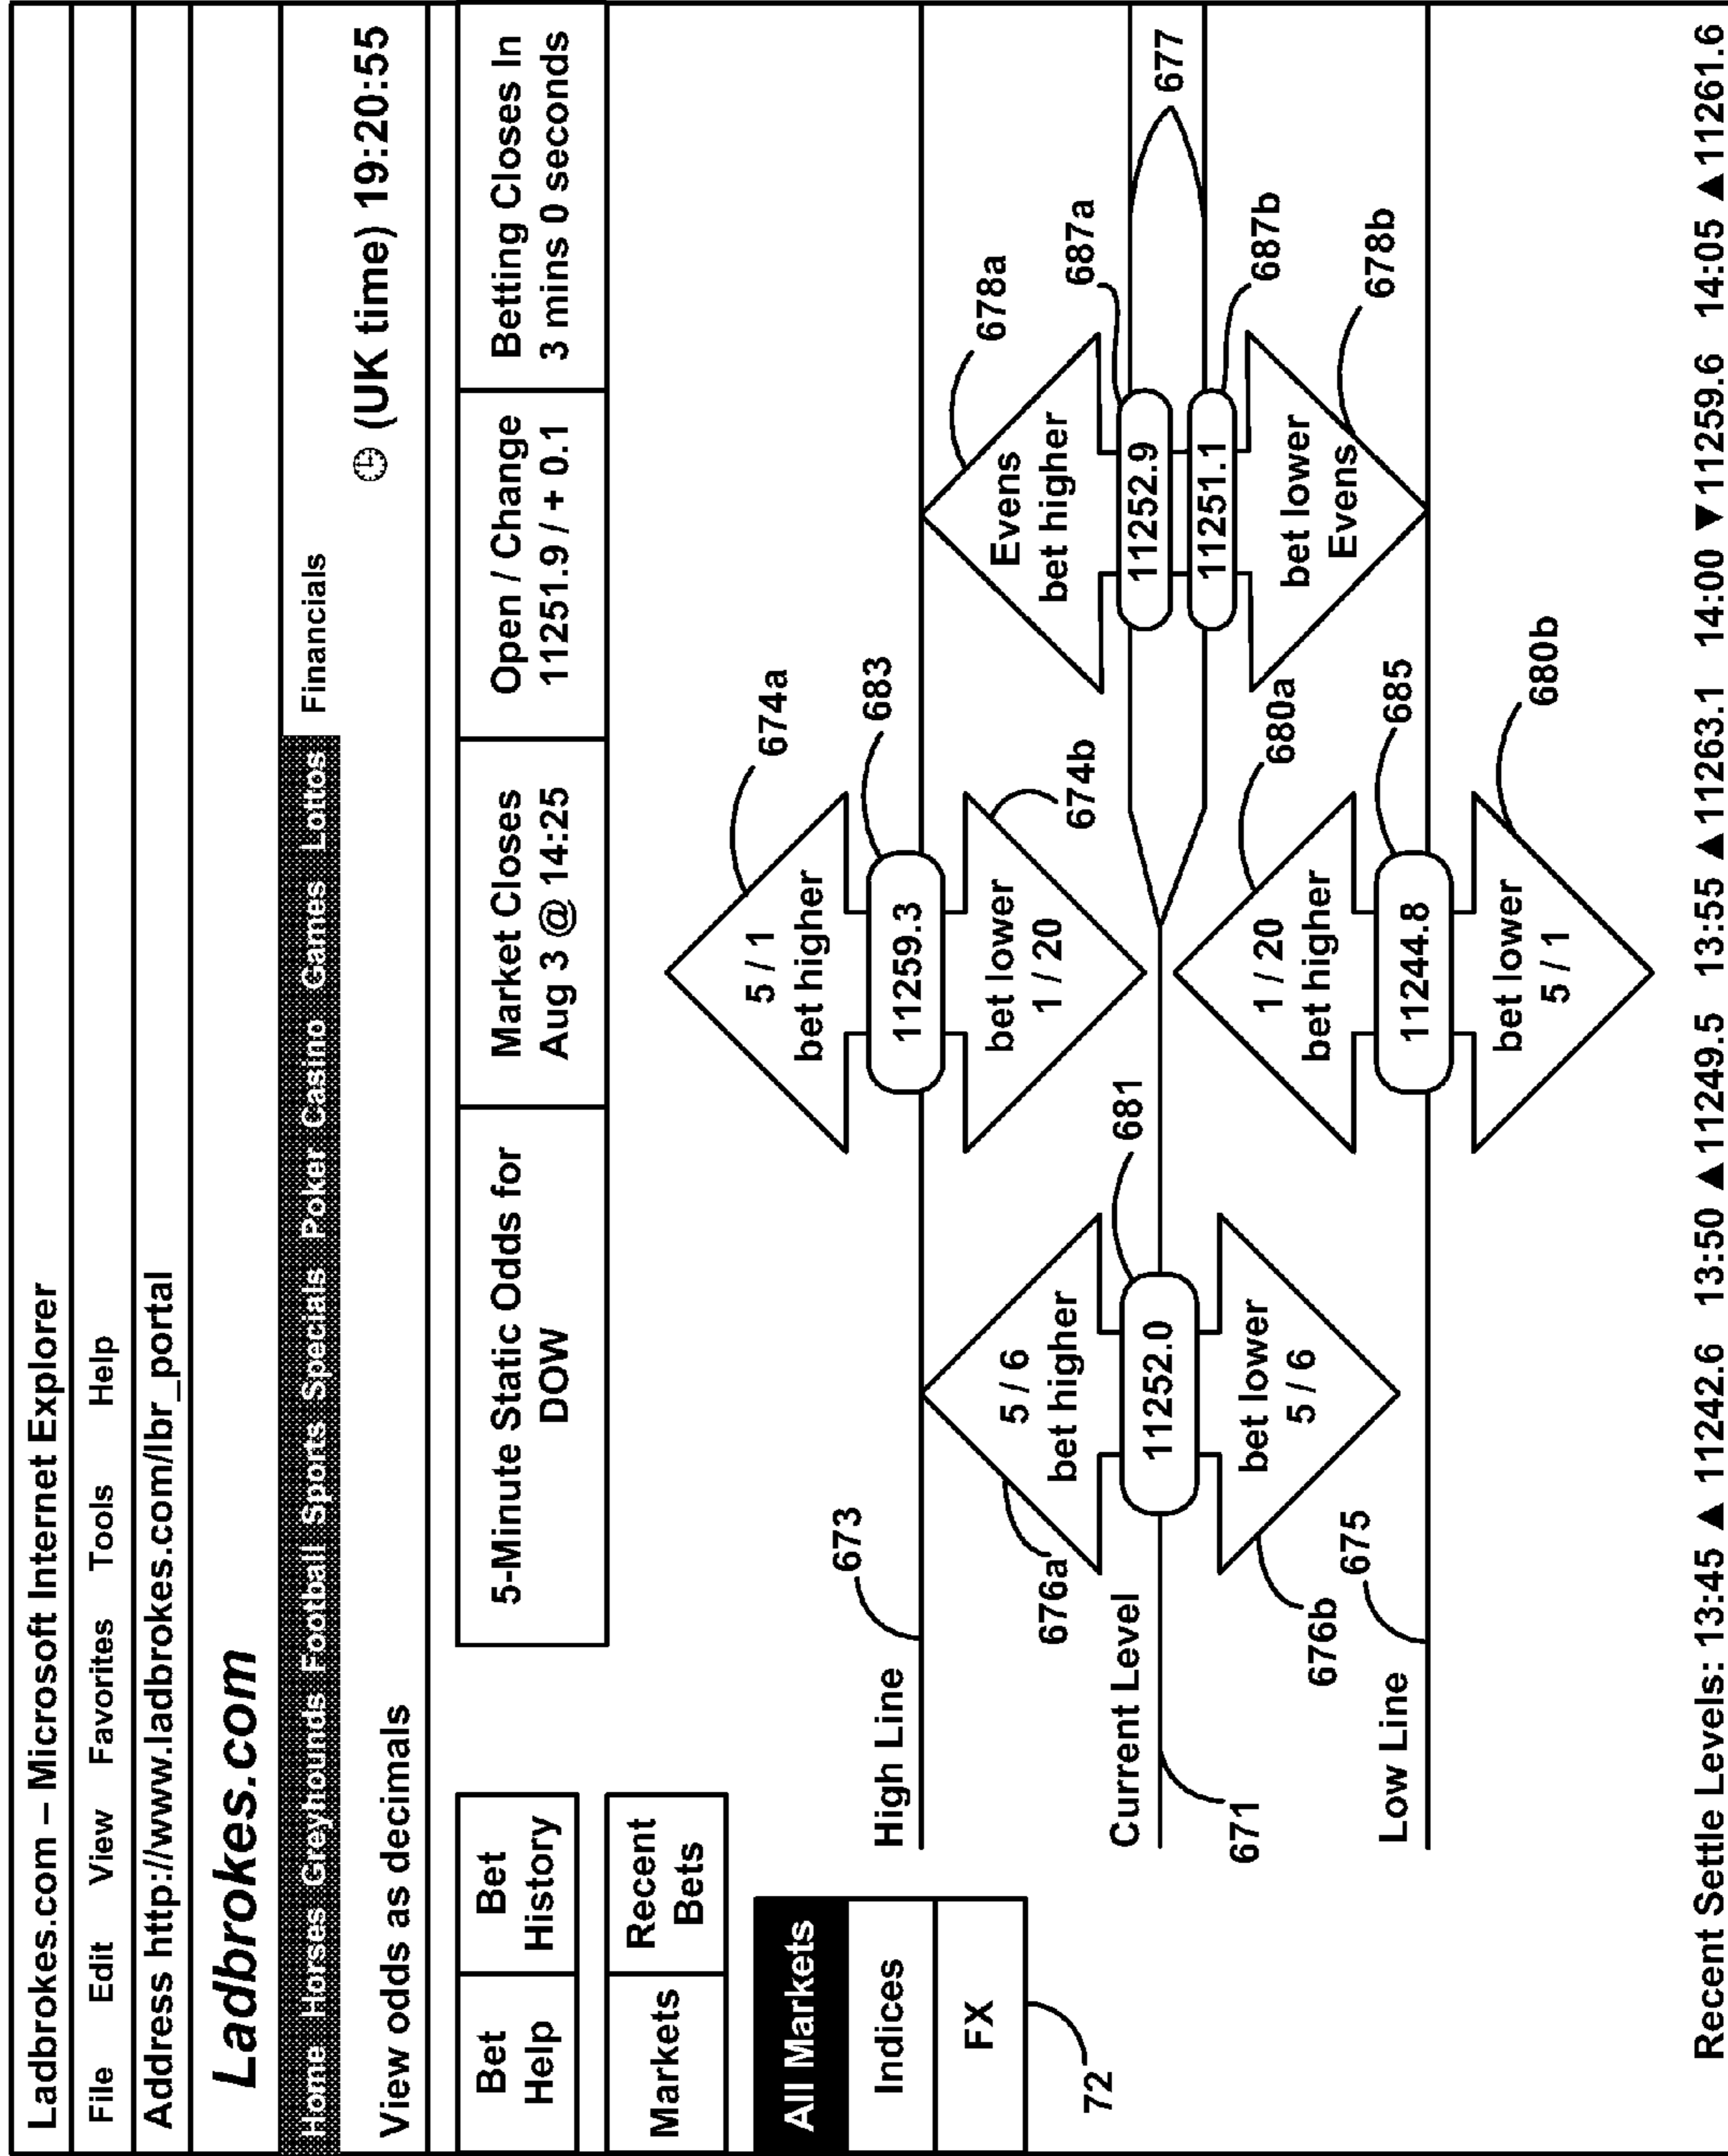 Ladbrokes.com – Microsoft Internet Explorer
File Edit View Favorites Tools Help
Address http://www.ladbrokes.com/lbr_portal
Ladbrokes.com
Home Horses Greyhounds Football Sports Specials Poker Casino Games Lottos Financials
View odds as decimals
(UK time) 19:20:55
Bet Help
Bet History
Markets
Recent Bets
All Markets
Indices
FX
72
5-Minute Static Odds for
DOW
Market Closes
Aug 3 @ 14:25
Open / Change
11251.9 / + 0.1
Betting Closes In
3 mins 0 seconds
High Line
673
5 / 1
bet higher
674a
11259.3
683
bet lower
1 / 20
674b
Current Level
671
5 / 6
bet higher
676a
11252.0
681
bet lower
5 / 6
676b
Evens
bet higher
678a
11252.9
687a
677
11251.1
687b
bet lower
Evens
678b
Low Line
675
1 / 20
bet higher
680a
11244.8
685
bet lower
5 / 1
680b
Recent Settle Levels: 13:45 ▲ 11242.6 13:50 ▲11249.5 13:55 ▲11263.1 14:00 ▼11259.6 14:05 ▲11261.6